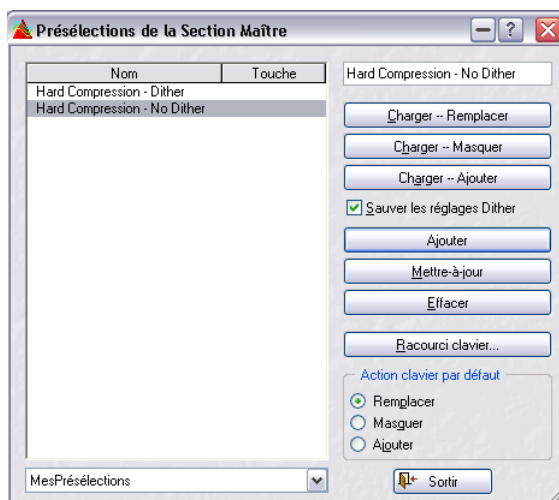 Présélections de la Section Maître
?
Nom Touche
Hard Compression - Dither
Hard Compression - No Dither
MesPrésélections
Hard Compression - No Dither
Charger -- Remplacer
Charger -- Masquer
Charger -- Ajouter
Sauver les réglages Dither
Ajouter
Mettre-à-jour
Effacer
Racourci clavier...
Action clavier par défaut
Remplacer
Masquer
Ajouter
Sortir